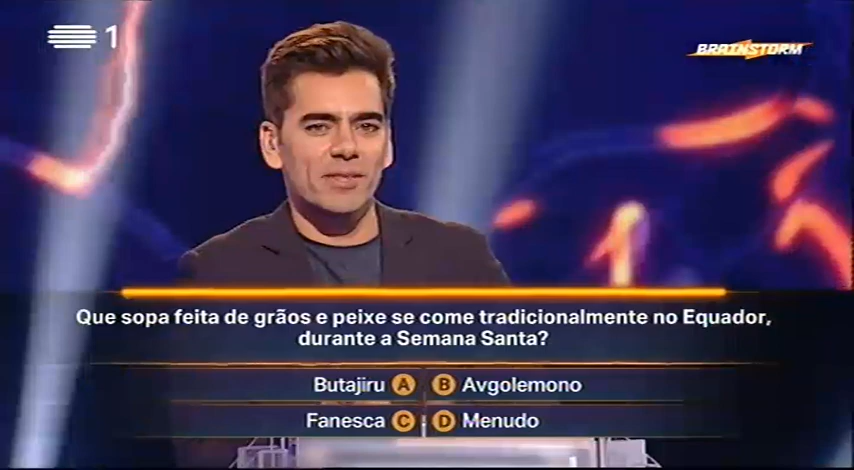 1
BRAINSTORM
Que sopa feita de grãos e peixe se come tradicionalmente no Equador,
durante a Semana Santa?
Butajiru A B Avgolemono
Fanesca C D Menudo